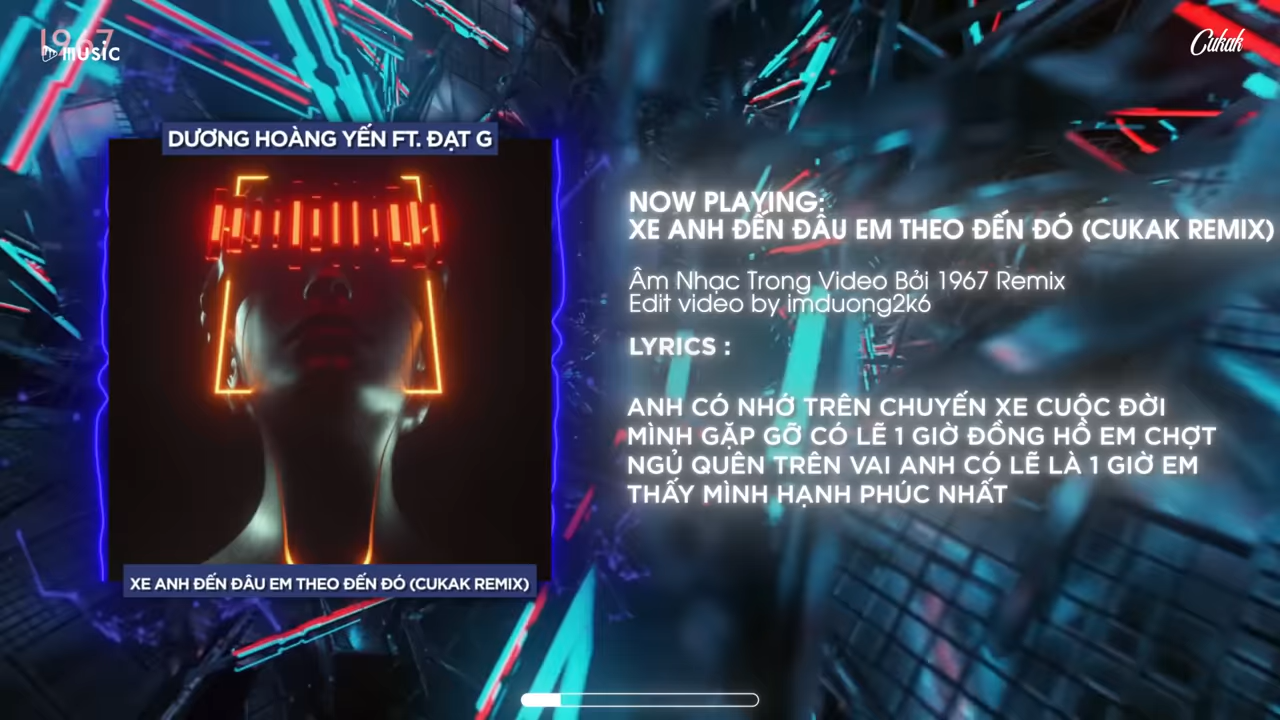 1967
MUSIC
Cukak
DƯƠNG HOÀNG YẾN FT. ĐẠT G
XE ANH ĐẾN ĐÂU EM THEO ĐẾN ĐÓ (CUKAK REMIX)
NOW PLAYING:
XE ANH ĐẾN ĐÂU EM THEO ĐẾN ĐÓ (CUKAK REMIX)
Âm Nhạc Trong Video Bởi 1967 Remix
Edit video by imduong2k6
LYRICS :
ANH CÓ NHỚ TRÊN CHUYẾN XE CUỘC ĐỜI
MÌNH GẶP GỠ CÓ LẼ 1 GIỜ ĐỒNG HỒ EM CHỢT
NGỦ QUÊN TRÊN VAI ANH CÓ LẼ LÀ 1 GIỜ EM
THẤY MÌNH HẠNH PHÚC NHẤT